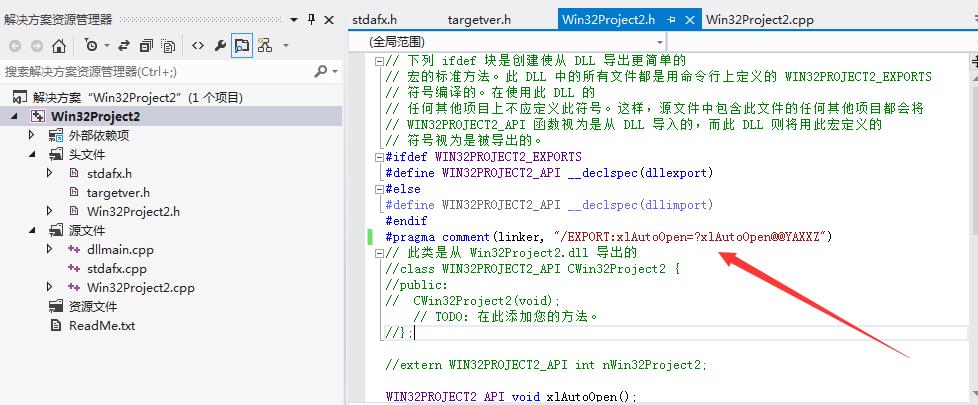 解决方案资源管理器
搜索解决方案资源管理器(Ctrl+;)
解决方案"Win32Project2"(1 个项目)
Win32Project2
外部依赖项
头文件
stdafx.h
targetver.h
Win32Project2.h
源文件
dllmain.cpp
stdafx.cpp
Win32Project2.cpp
资源文件
ReadMe.txt
stdafx.h targetver.h Win32Project2.h Win32Project2.cpp
(全局范围)
// 下列 ifdef 块是创建使从 DLL 导出更简单的
// 宏的标准方法。此 DLL 中的所有文件都是用命令行上定义的 WIN32PROJECT2_EXPORTS
// 符号编译的。在使用此 DLL 的
// 任何其他项目上不应定义此符号。这样，源文件中包含此文件的任何其他项目都会将
// WIN32PROJECT2_API 函数视为是从 DLL 导入的，而此 DLL 则将用此宏定义的
// 符号视为是被导出的。
#ifdef WIN32PROJECT2_EXPORTS
#define WIN32PROJECT2_API __declspec(dllexport)
#else
#define WIN32PROJECT2_API __declspec(dllimport)
#endif
#pragma comment(linker, "/EXPORT:xlAutoOpen=?xlAutoOpen@@YAXXZ")
// 此类是从 Win32Project2.dll 导出的
//class WIN32PROJECT2_API CWin32Project2 {
//public:
// CWin32Project2(void);
// TODO: 在此添加您的方法。
//};
//extern WIN32PROJECT2_API int nWin32Project2;
WIN32PROJECT2_API void xlAutoOpen();